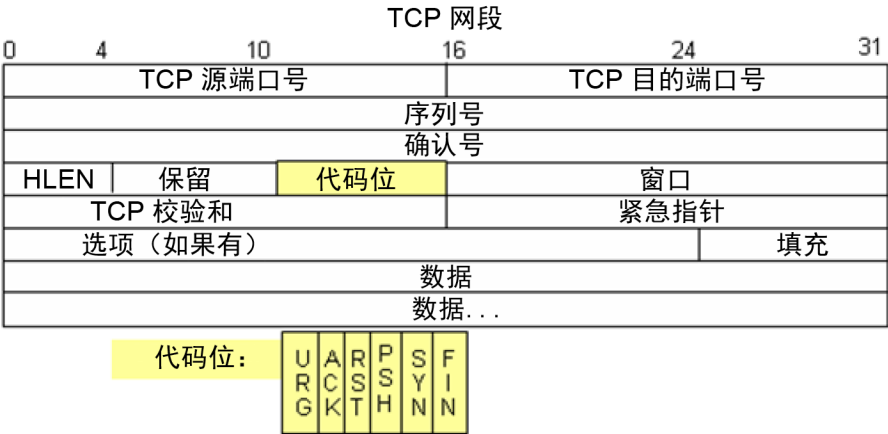 TCP 网段
0 4 10 16 24 31
TCP 源端口号 TCP 目的端口号
序列号
确认号
HLEN 保留 代码位 窗口
TCP 校验和 紧急指针
选项（如果有） 填充
数据
数据...
代码位： URG ACK RST PSH SYN FIN